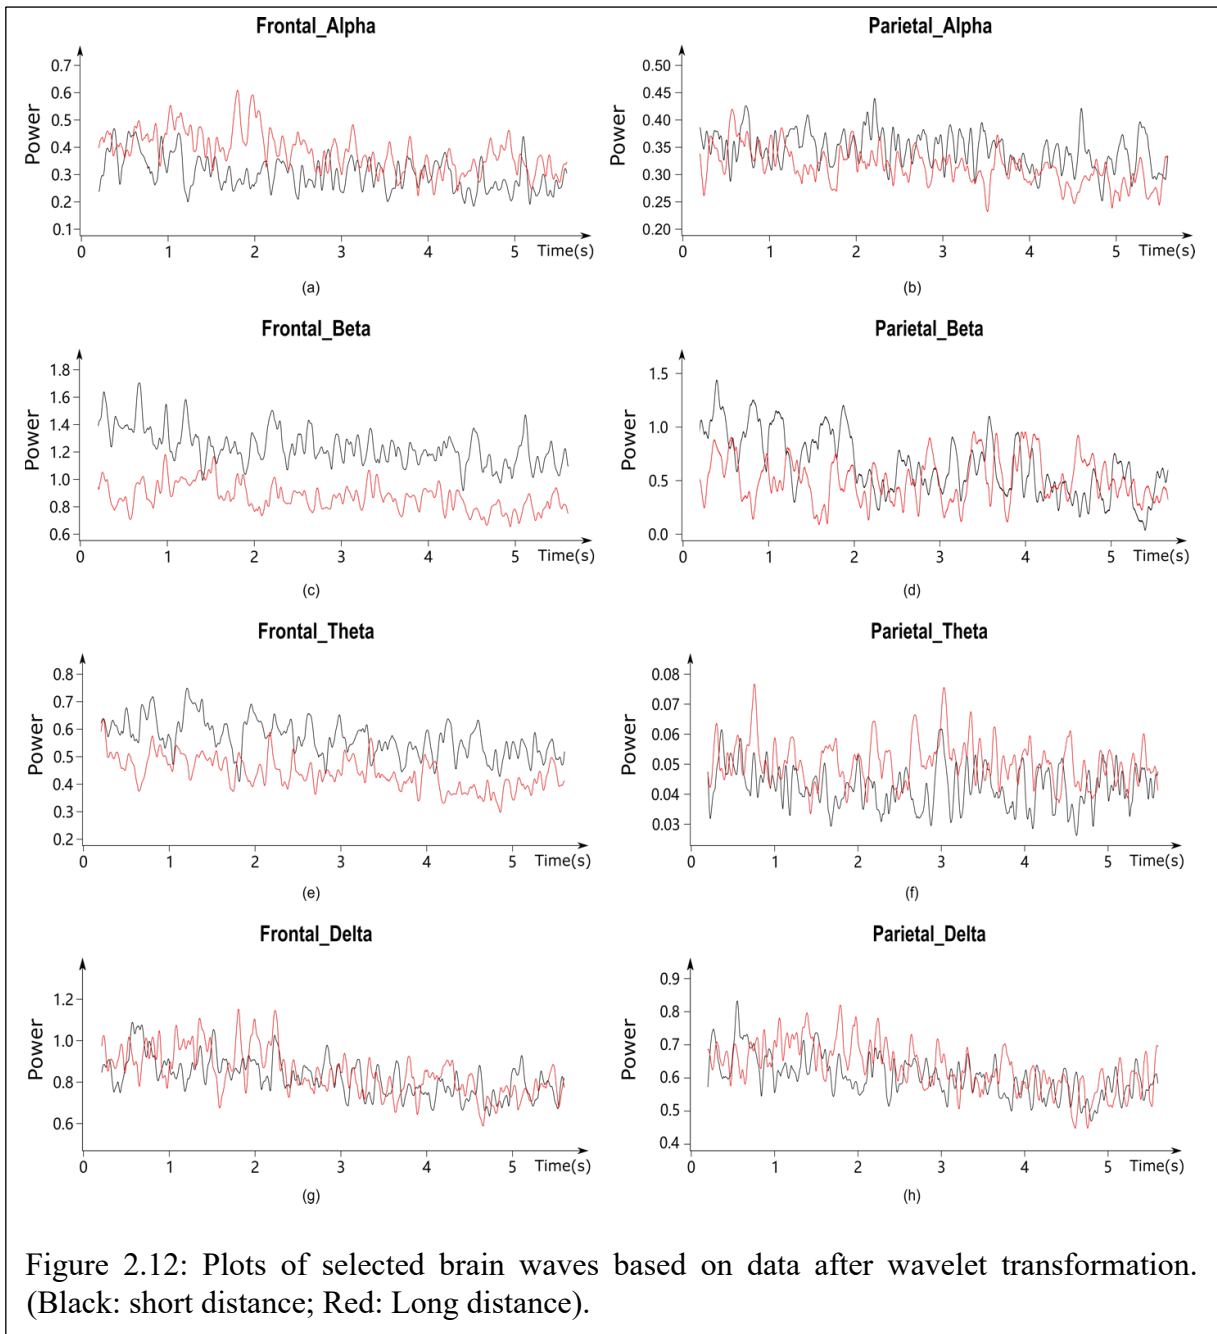 Frontal_Alpha
Power
0.7
0.6
0.5
0.4
0.3
0.2
0.1
0 1 2 3 4 5 Time(s)
(a)
Parietal_Alpha
Power
0.50
0.45
0.40
0.35
0.30
0.25
0.20
0 1 2 3 4 5 Time(s)
(b)
Frontal_Beta
Power
1.8
1.6
1.4
1.2
1.0
0.8
0.6
0 1 2 3 4 5 Time(s)
(c)
Parietal_Beta
Power
1.5
1.0
0.5
0.0
0 1 2 3 4 5 Time(s)
(d)
Frontal_Theta
Power
0.8
0.7
0.6
0.5
0.4
0.3
0.2
0 1 2 3 4 5 Time(s)
(e)
Parietal_Theta
Power
0.08
0.07
0.06
0.05
0.04
0.03
0 1 2 3 4 5 Time(s)
(f)
Frontal_Delta
Power
1.2
1.0
0.8
0.6
0 1 2 3 4 5 Time(s)
(g)
Parietal_Delta
Power
0.9
0.8
0.7
0.6
0.5
0.4
0 1 2 3 4 5 Time(s)
(h)
Figure 2.12: Plots of selected brain waves based on data after wavelet transformation.
(Black: short distance; Red: Long distance).